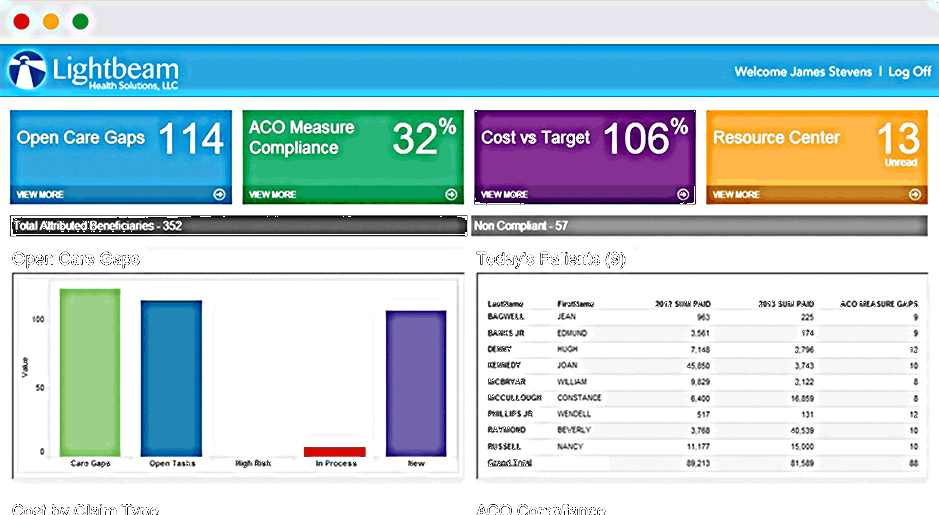 Lightbeam
Health Solutions, LLC
Welcome James Stevens | Log Off
Open Care Gaps 114
VIEW MORE
ACO Measure Compliance 32%
VIEW MORE
Cost vs Target 106%
VIEW MORE
Resource Center 13
Unread
VIEW MORE
Total Attributed Beneficiaries - 352
Non Compliant - 57
Open Care Gaps
Value
100
50
0
Care Gaps Open Tasks High Risk In Process New
Today's Patients (9)
LastName FirstName 2012 SUM PAID 2013 SUM PAID ACO MEASURE GAPS
BAGWELL JEAN 963 225 9
BANKS JR EDMUND 3,561 174 9
DERRY HUGH 7,148 2,796 12
KENNEDY JOAN 45,850 3,743 10
MCBRYAR WILLIAM 9,829 2,122 8
MCCULLOUGH CONSTANCE 6,400 16,859 8
PHILLIPS JR WENDELL 517 131 12
RAYMOND BEVERLY 3,768 40,539 10
RUSSELL NANCY 11,177 15,000 10
Grand Total 89,213 81,589 88
Cost by Claim Type
ACO Compliance